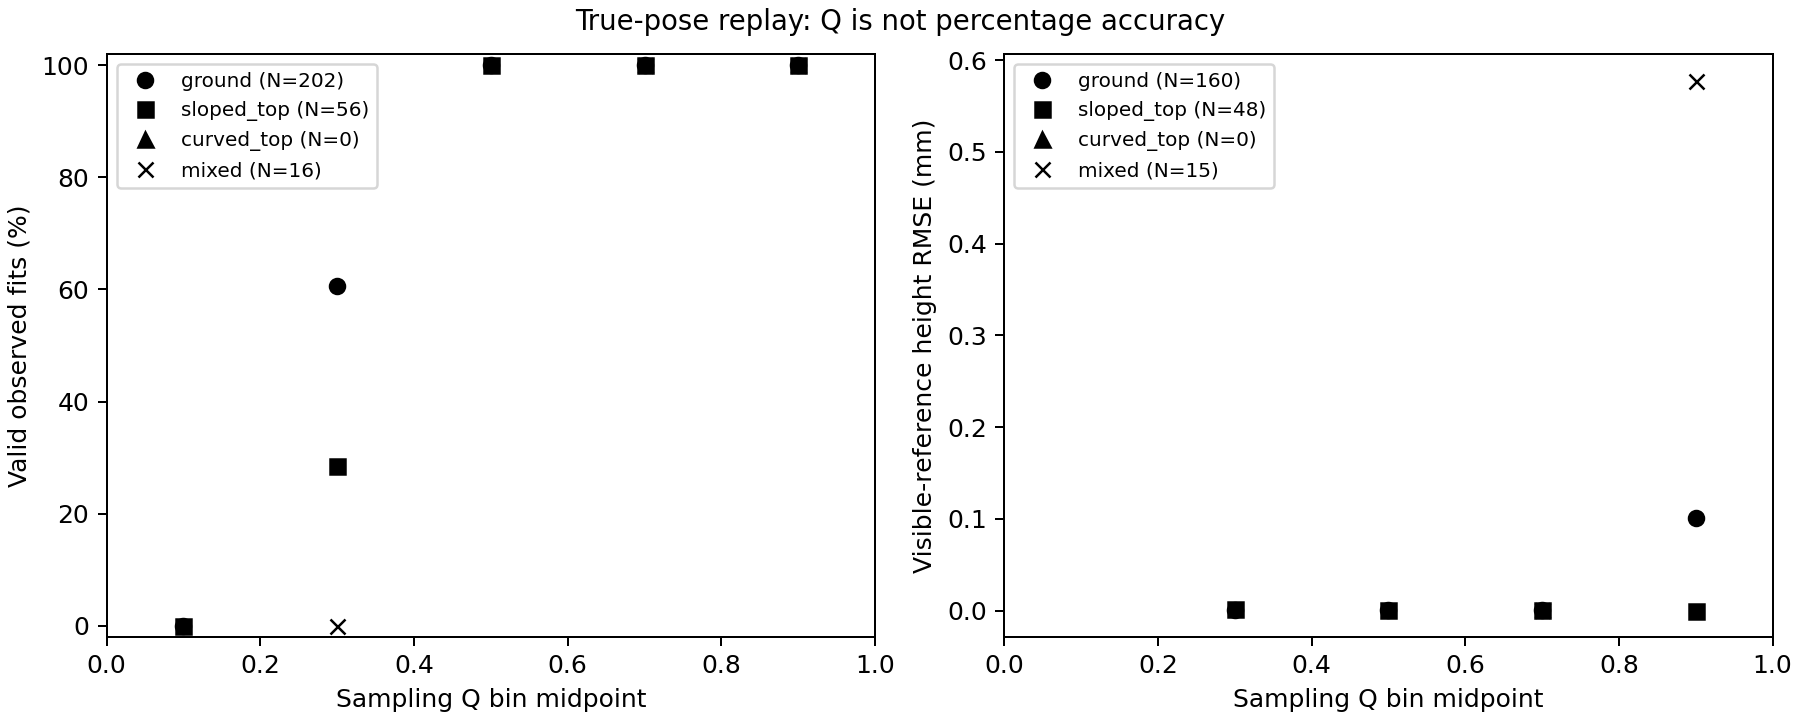 True-pose replay: Q is not percentage accuracy
Valid observed fits (%)
100
80
60
40
20
0
ground (N=202)
sloped_top (N=56)
curved_top (N=0)
mixed (N=16)
0.0 0.2 0.4 0.6 0.8 1.0
Sampling Q bin midpoint
Visible-reference height RMSE (mm)
0.6
0.5
0.4
0.3
0.2
0.1
0.0
ground (N=160)
sloped_top (N=48)
curved_top (N=0)
mixed (N=15)
0.0 0.2 0.4 0.6 0.8 1.0
Sampling Q bin midpoint